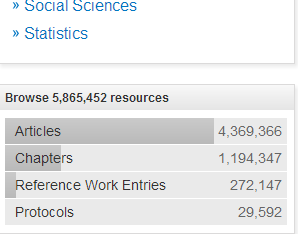 » Social Sciences
» Statistics
Browse 5,865,452 resources
Articles 4,369,366
Chapters 1,194,347
Reference Work Entries 272,147
Protocols 29,592